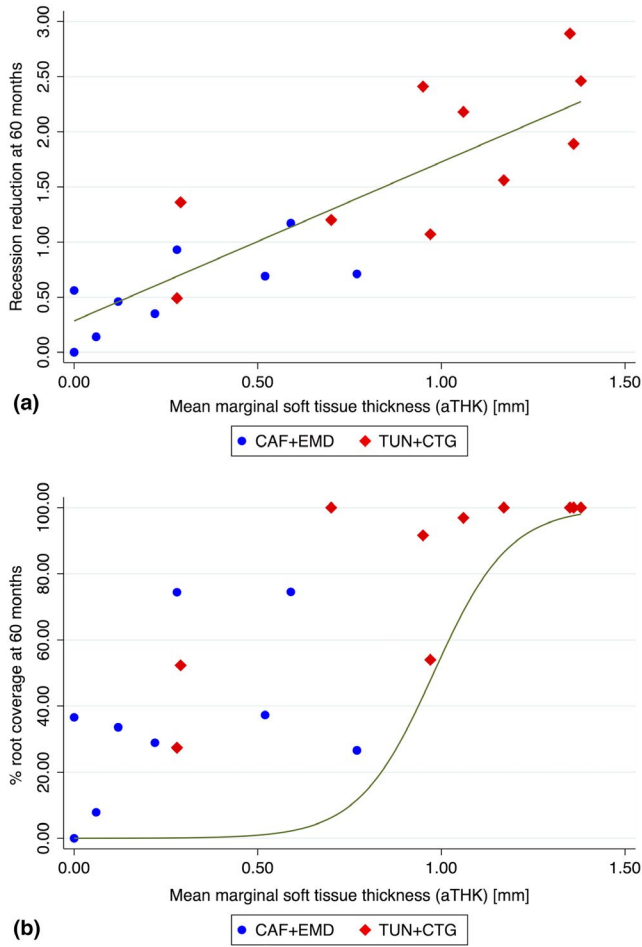 3.00
2.50
2.00
1.50
1.00
0.50
0.00
Recession reduction at 60 months
0.00 0.50 1.00 1.50
Mean marginal soft tissue thickness (aTHK) [mm]
(a)
CAF+EMD TUN+CTG
100.00
80.00
60.00
40.00
20.00
0.00
% root coverage at 60 months
0.00 0.50 1.00 1.50
Mean marginal soft tissue thickness (aTHK) [mm]
(b)
CAF+EMD TUN+CTG